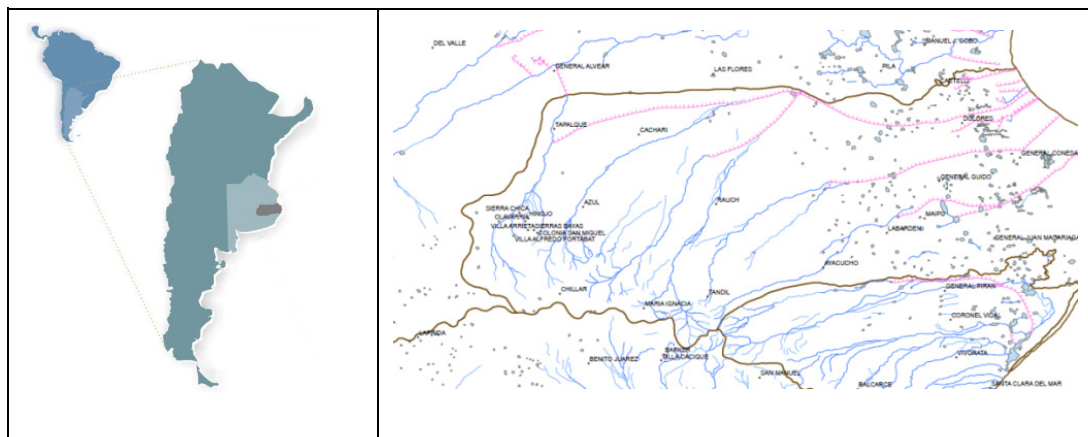 MANUEL J. COBO
DEL VALLE
GENERAL ALVEAR
LAS FLORES
PILA
CASTELLI
TAPALQUE
CACHARI
DOLORES
GENERAL CONESA
GENERAL GUIDO
SIERRA CHICA
HINOJO
AZUL
RAUCH
OLAVARRIA
MAIPU
VILLA ARRIETA
SIERRAS BAYAS
LABARDEN
COLONIA SAN MIGUEL
VILLA ALFREDO FORTABAT
GENERAL JUAN MADARIAGA
AYACUCHO
CHILLAR
TANDIL
GENERAL PIRAN
MARIA IGNACIA
CORONEL VIDAL
LAPRIDA
BARKER
BENITO JUAREZ
VILLA CACIQUE
VIVORATA
SAN MANUEL
BALCARCE
SANTA CLARA DEL MAR